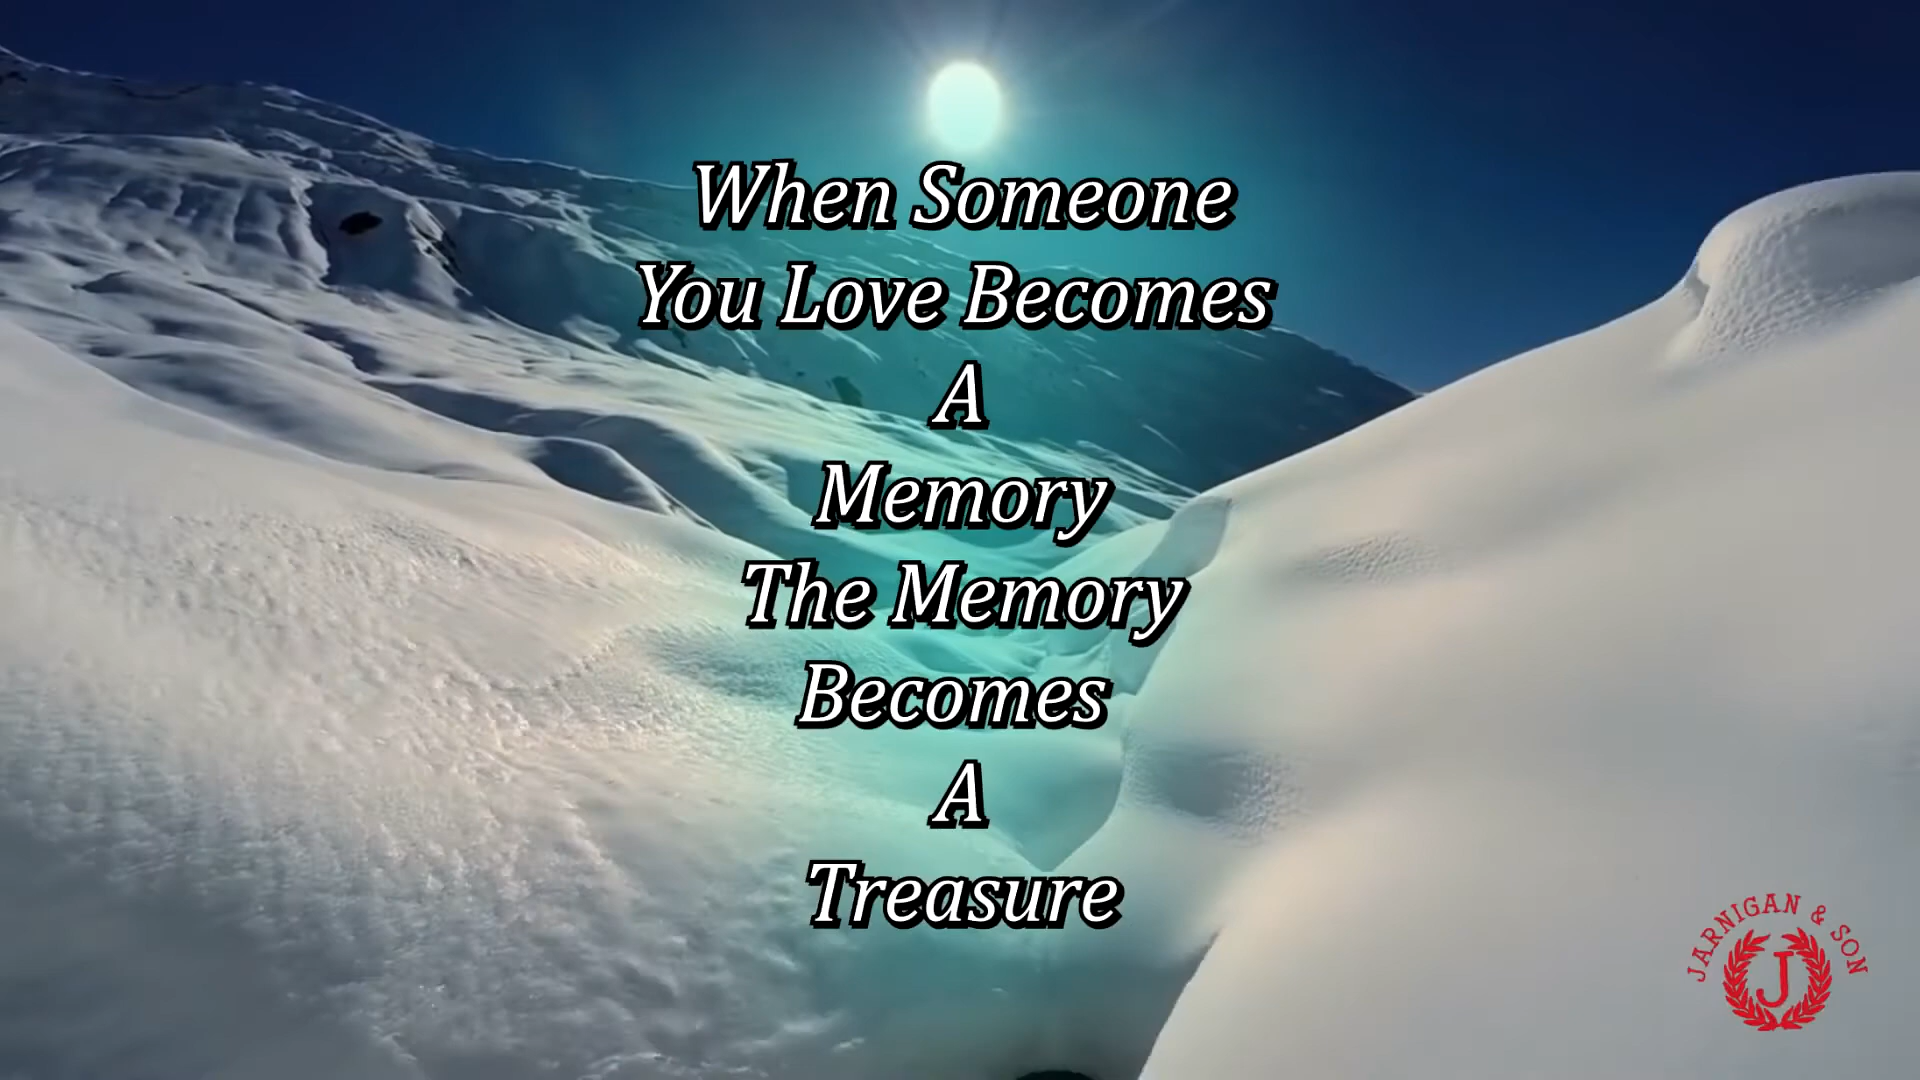 When Someone
You Love Becomes
A
Memory
The Memory
Becomes
A
Treasure
JARNIGAN & SON
J